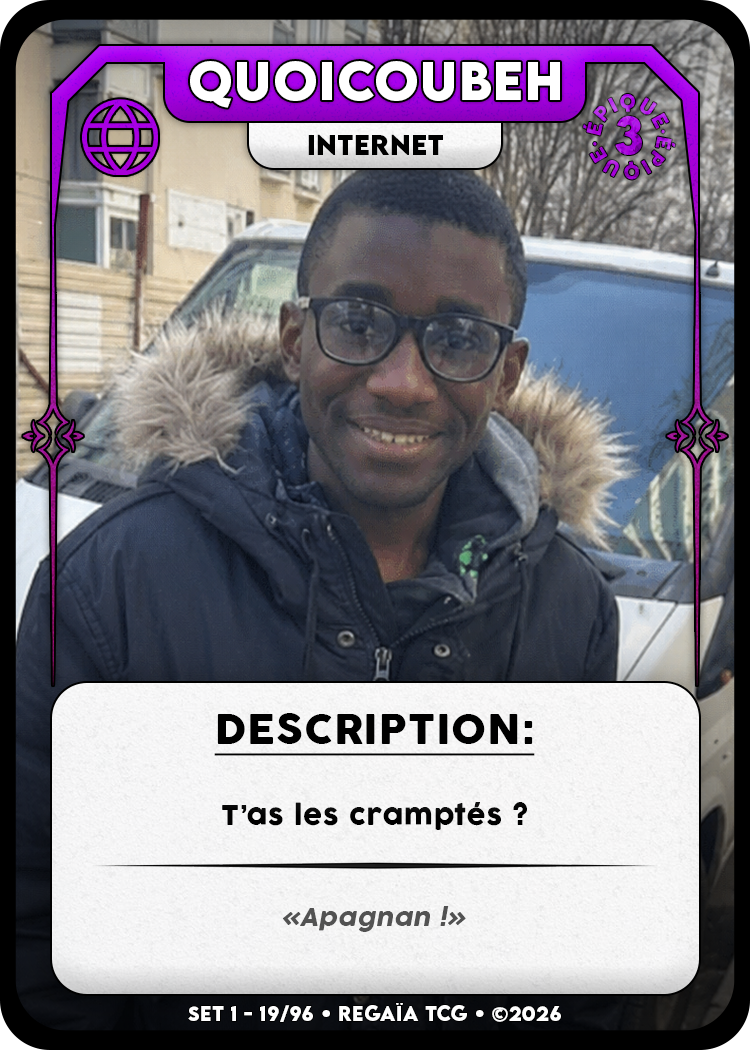 QUOICOUBEH
INTERNET
ÉPIQUE·ÉPIQUE·
3
DESCRIPTION:
T'as les cramptés ?
«Apagnan !»
SET 1 - 19/96 • REGAÏA TCG • ©2026